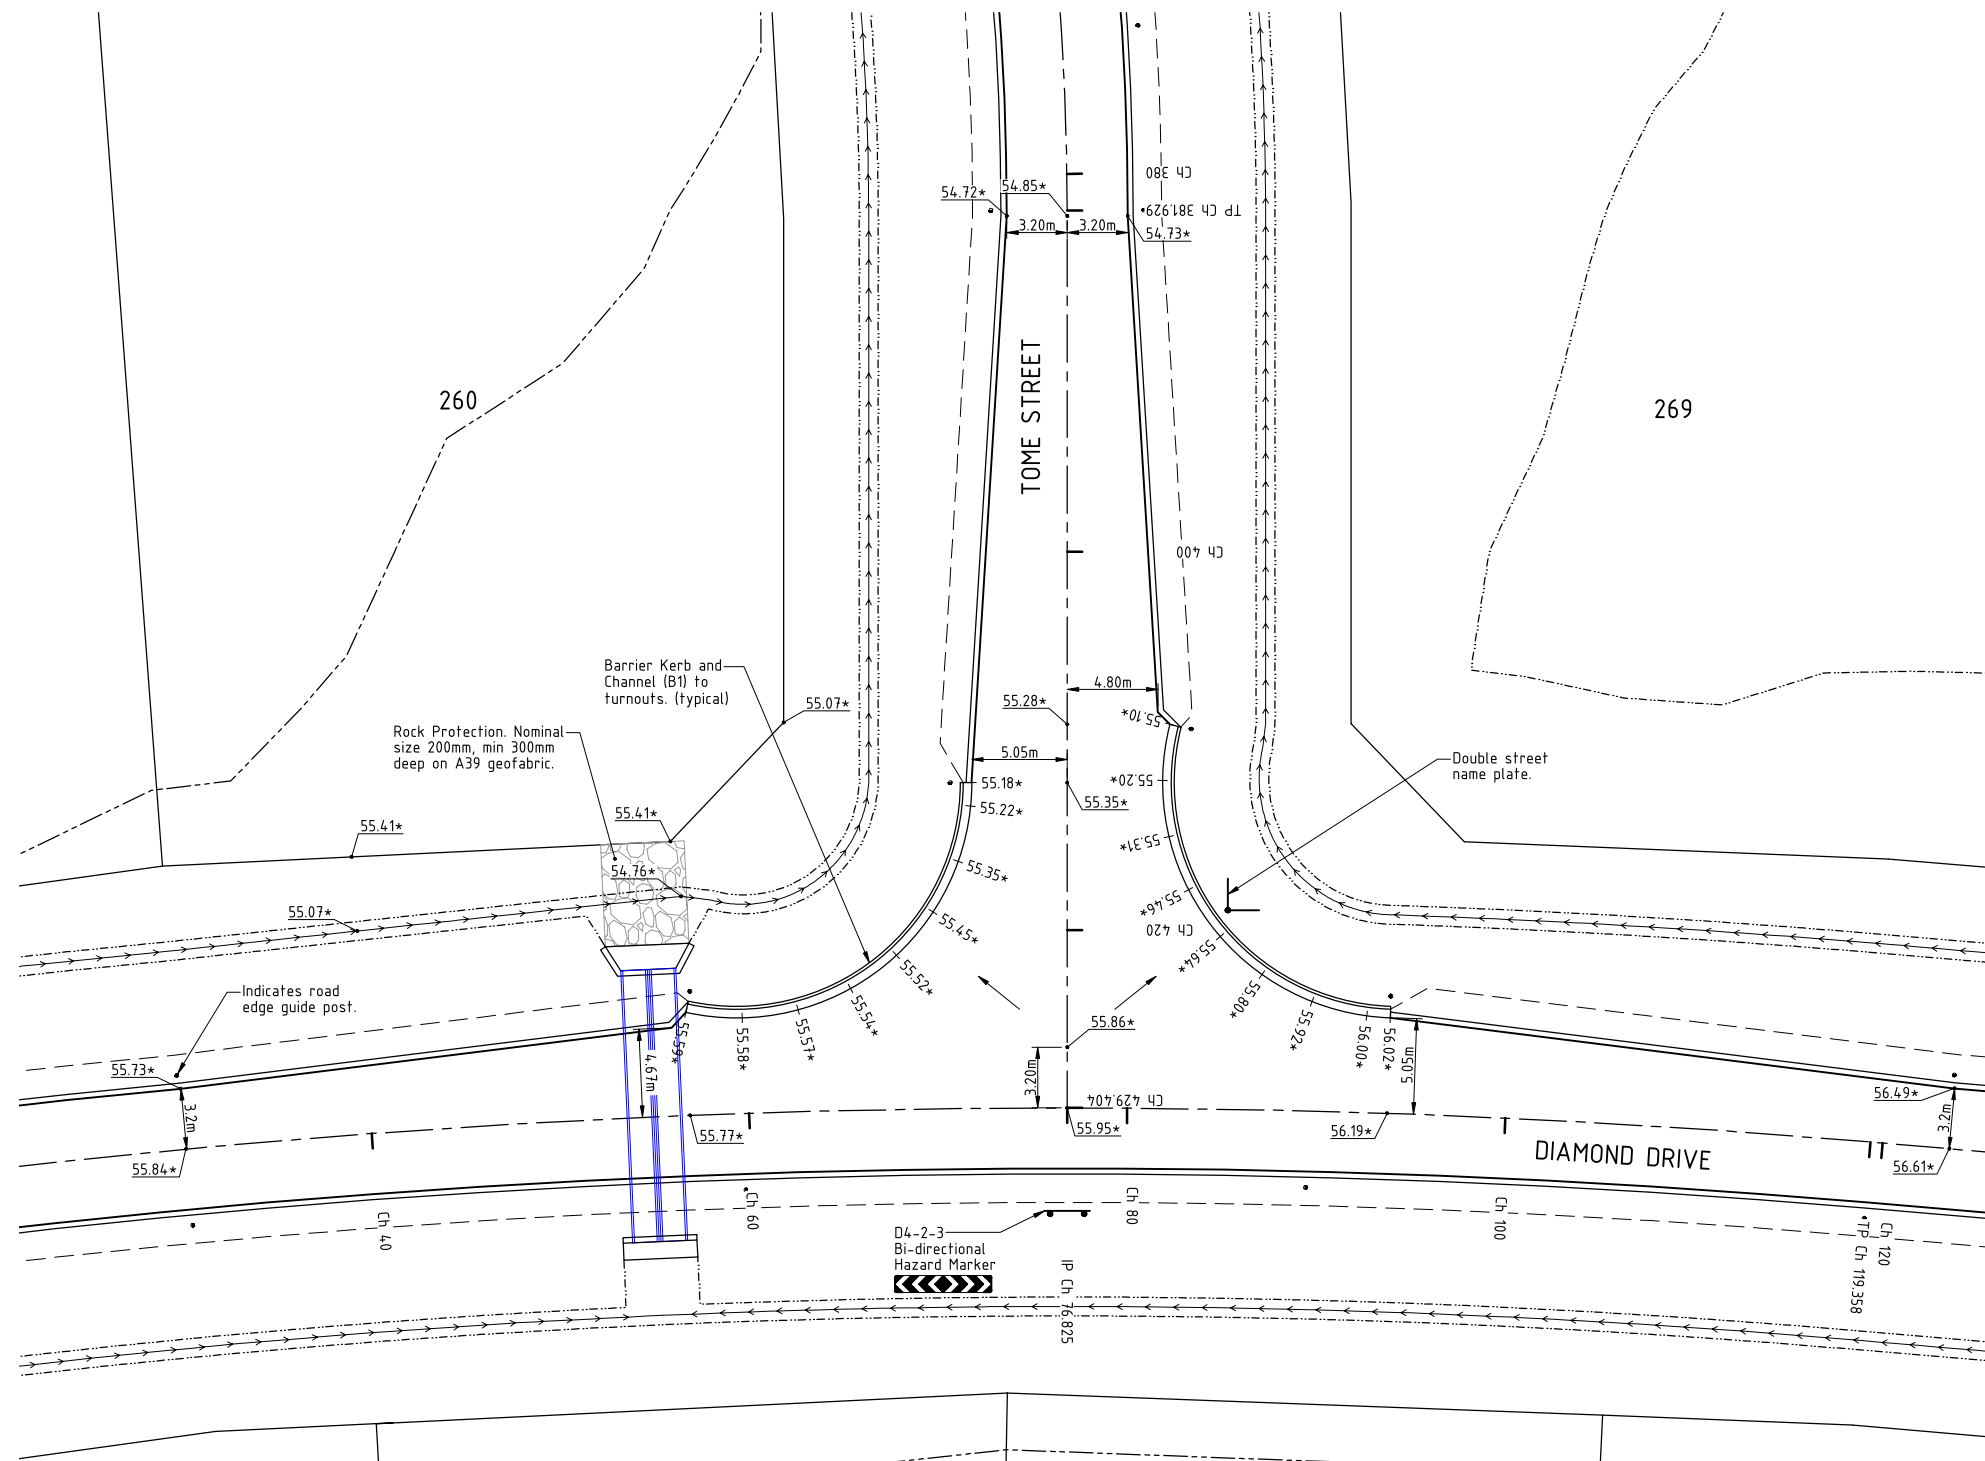 Ch 380
54.72*
54.85*
TP Ch 381.929
3.20m
3.20m
54.73*
TOME STREET
260
269
Ch 400
Barrier Kerb and
Channel (B1) to
turnouts. (typical)
4.80m
55.07*
55.28*
55.10*
Rock Protection. Nominal
size 200mm, min 300mm
deep on A39 geofabric.
5.05m
Double street
name plate.
55.18*
55.35*
55.20*
55.22*
55.41*
55.41*
55.31*
54.76*
55.35*
55.46*
55.07*
55.45*
Ch 420
55.64*
55.52*
55.80*
Indicates road
edge guide post.
55.54*
55.92*
55.57*
55.58*
55.59*
55.86*
56.00*
56.02*
55.73*
4.67m
3.20m
5.05m
3.2m
Ch 429.404
56.49*
3.2m
55.77*
55.95*
56.19*
55.84*
DIAMOND DRIVE
56.61*
Ch 40
Ch 60
Ch 80
Ch 100
Ch 120
TP Ch 119.358
D4-2-3
Bi-directional
Hazard Marker
IP Ch 76.825